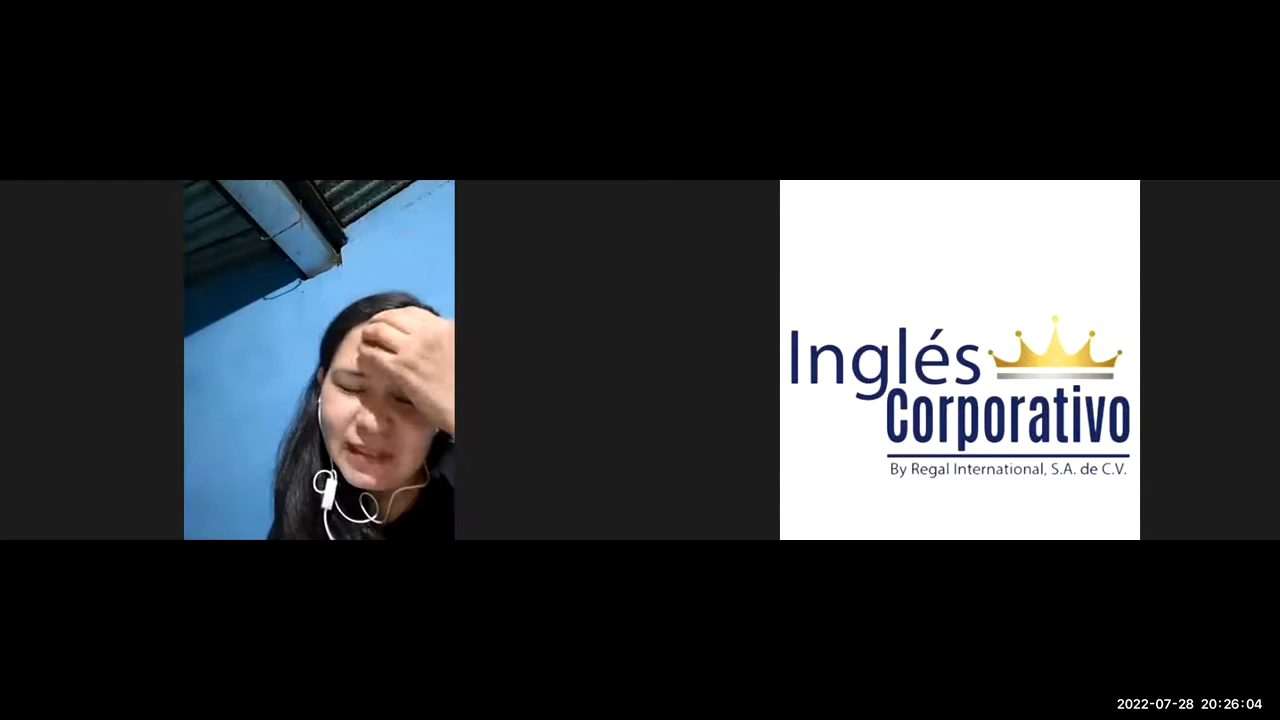 Inglés
Corporativo
By Regal International, S.A. de C.V.
2022-07-28 20:26:04